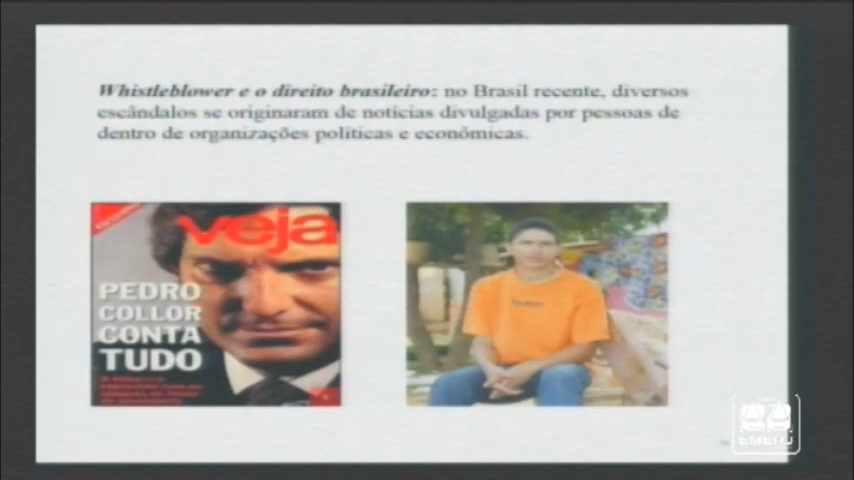 Whistleblower e o direito brasileiro: no Brasil recente, diversos
escândalos se originaram de notícias divulgadas por pessoas de
dentro de organizações políticas e econômicas.
veja
PEDRO
COLLOR
CONTA
TUDO
EMERJ